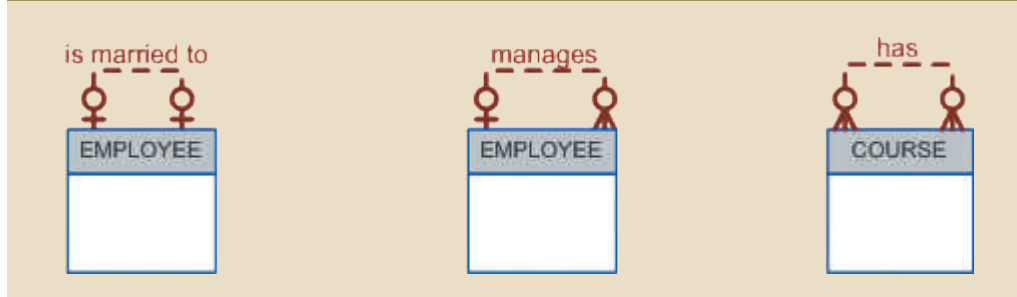 is married to
manages
has
EMPLOYEE
EMPLOYEE
COURSE